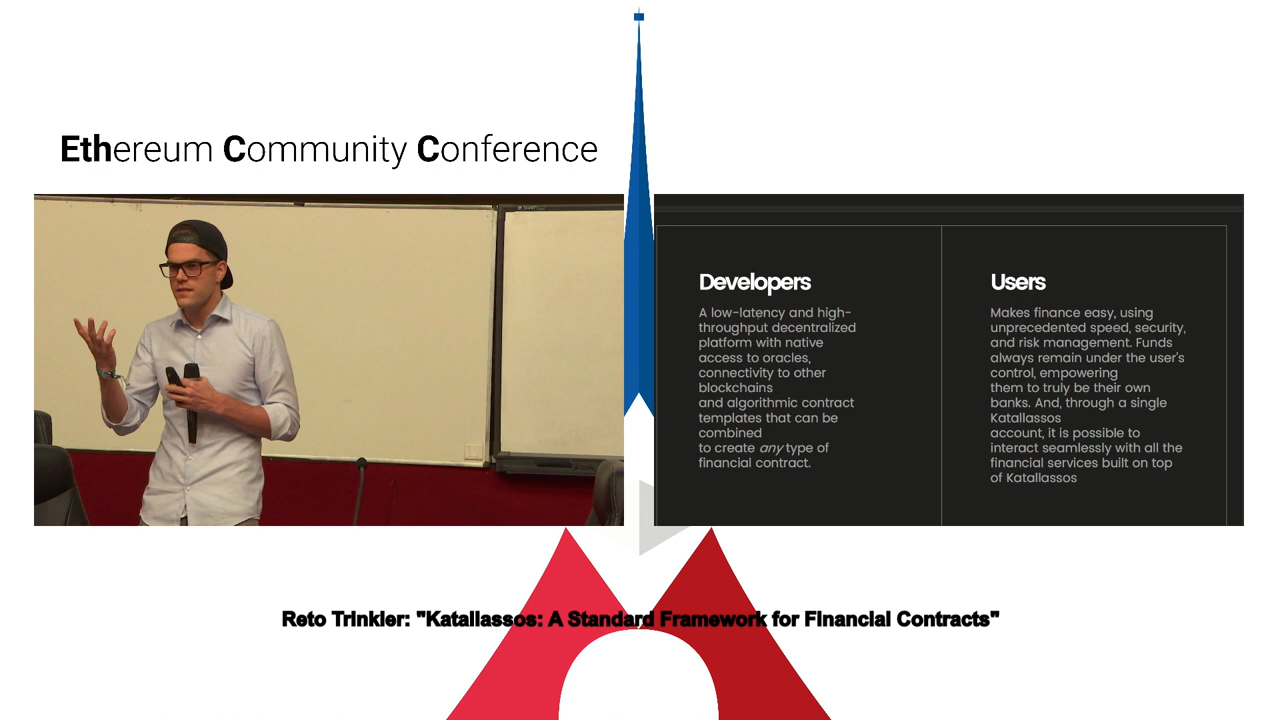 Ethereum Community Conference
Developers
A low-latency and high-
throughput decentralized
platform with native
access to oracles,
connectivity to other
blockchains
and algorithmic contract
templates that can be
combined
to create any type of
financial contract.
Users
Makes finance easy, using
unprecedented speed, security,
and risk management. Funds
always remain under the user's
control, empowering
them to truly be their own
banks. And, through a single
Katallassos
account, it is possible to
interact seamlessly with all the
financial services built on top
of Katallassos
Reto Trinkler: "Katallassos: A Standard Framework for Financial Contracts"